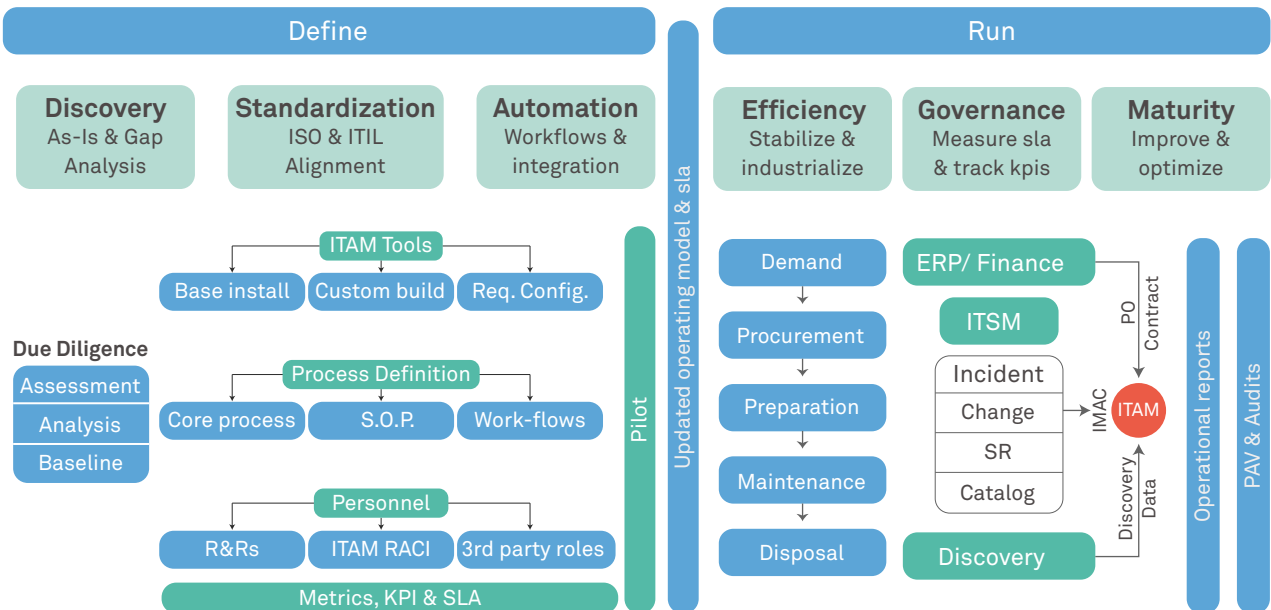 Define
Discovery
As-Is & Gap
Analysis
Standardization
ISO & ITIL
Alignment
Automation
Workflows &
integration
ITAM Tools
Base install
Custom build
Req. Config.
Due Diligence
Assessment
Analysis
Baseline
Process Definition
Core process
S.O.P.
Work-flows
Personnel
R&Rs
ITAM RACI
3rd party roles
Metrics, KPI & SLA
Pilot
Updated operating model & sla
Run
Efficiency
Stabilize &
industrialize
Governance
Measure sla
& track kpis
Maturity
Improve &
optimize
Demand
Procurement
Preparation
Maintenance
Disposal
ERP/ Finance
ITSM
Incident
Change
SR
Catalog
Discovery
PO
Contract
IMAC
ITAM
Discovery
Data
Operational reports
PAV & Audits